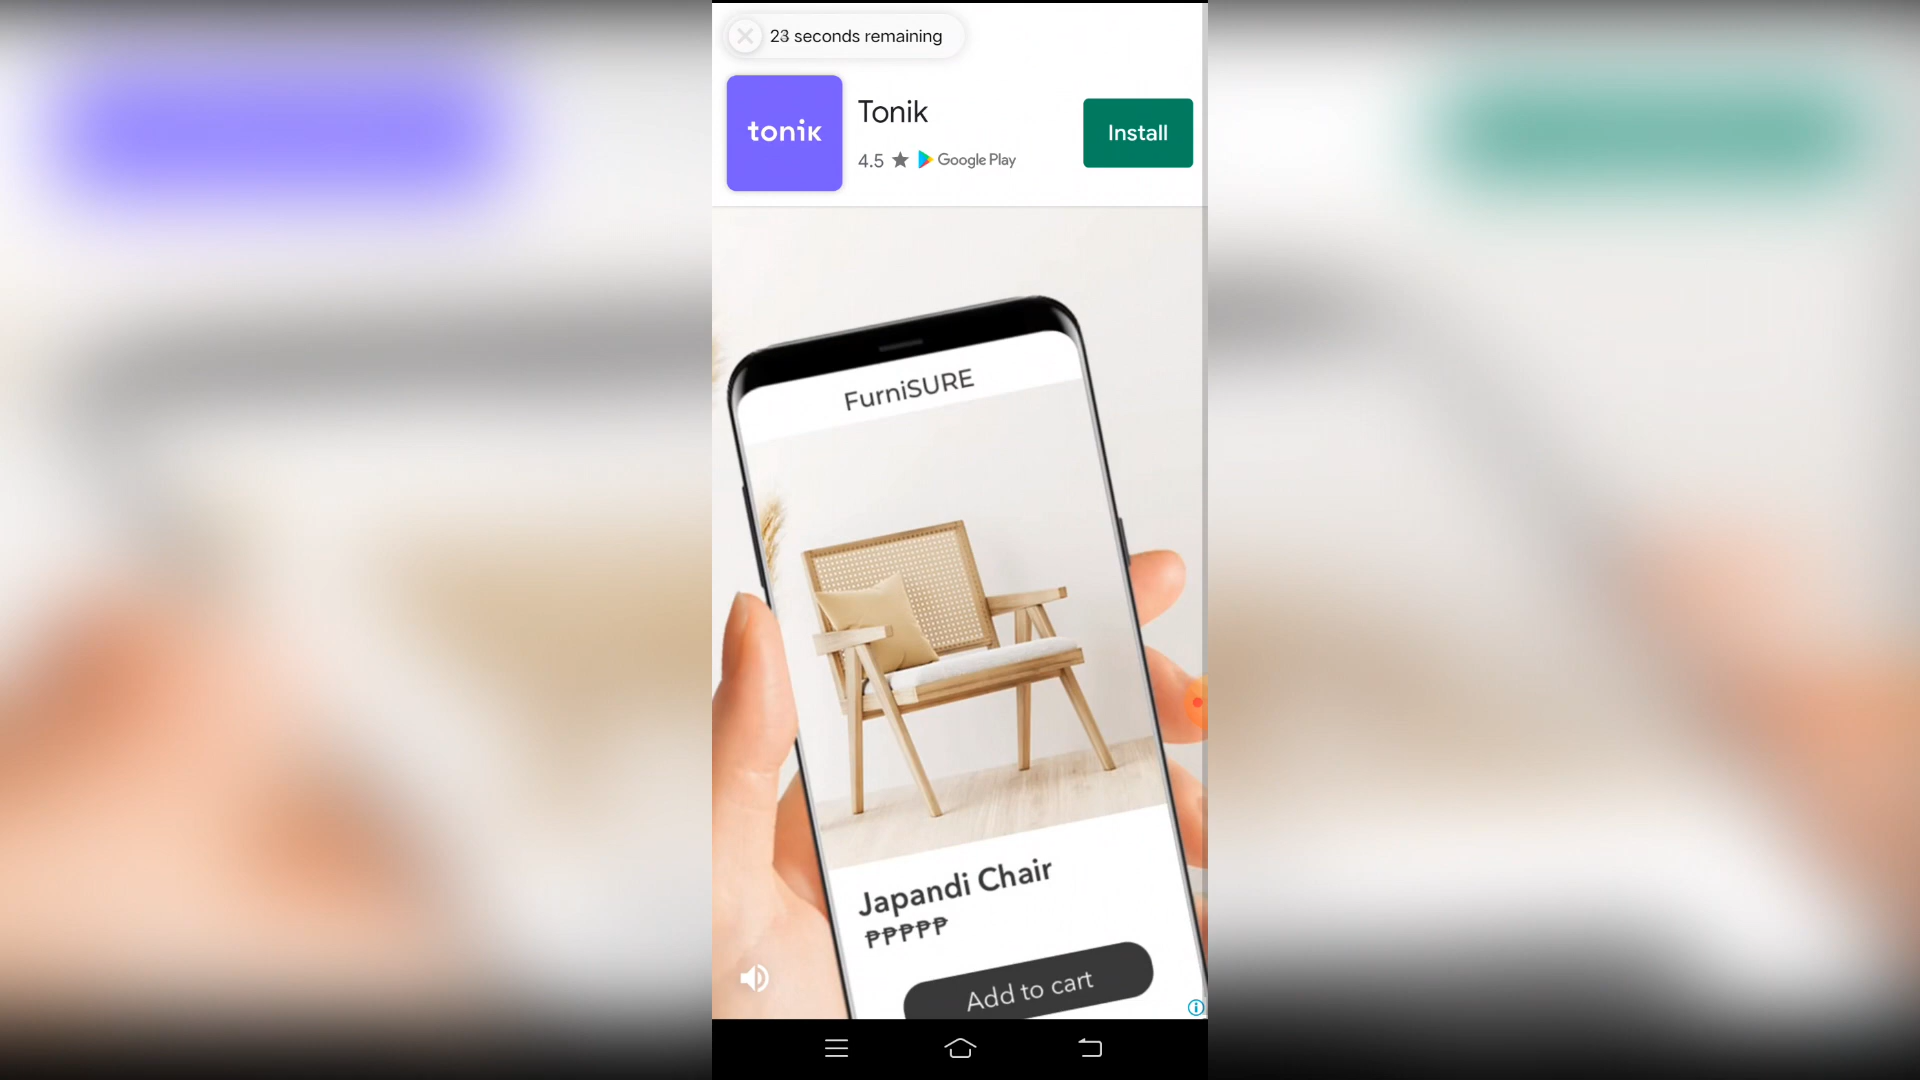 23 seconds remaining
tonik
Tonik
4.5 ★ Google Play
Install
FurniSURE
Japandi Chair
₱₱₱₱₱
Add to cart